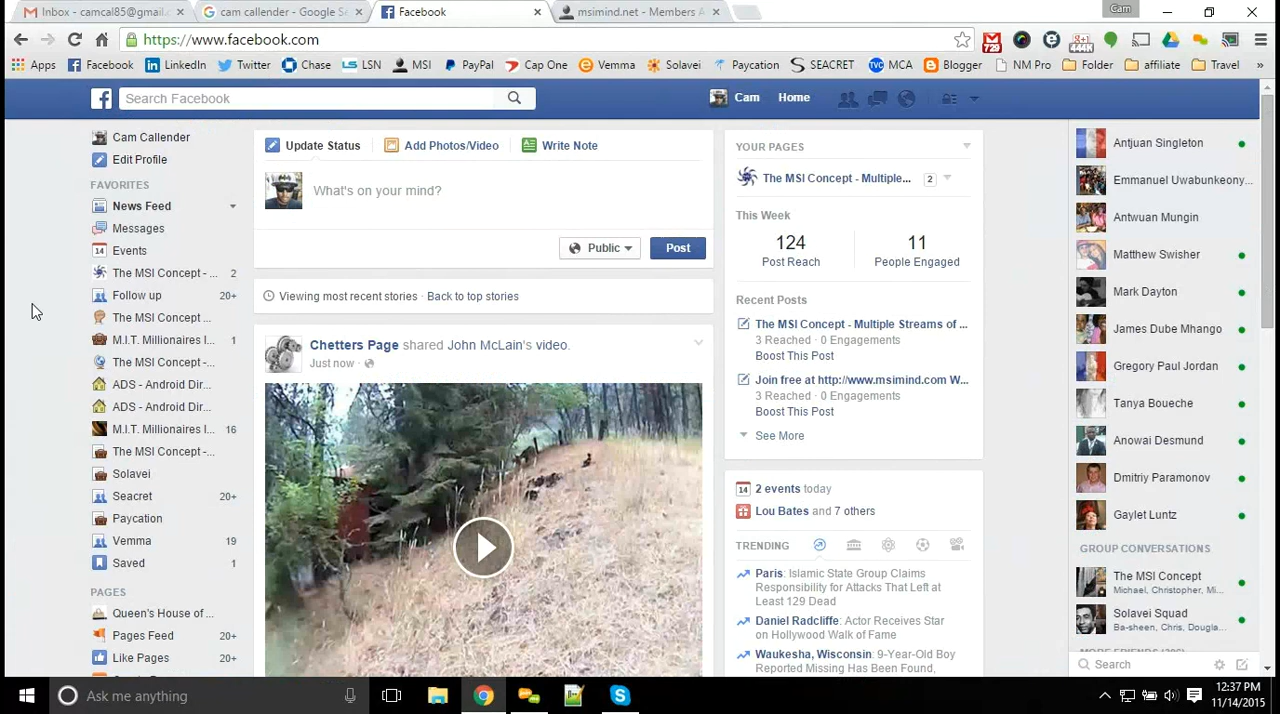 Inbox - camcal85@gmail.c
cam callender - Google Se
Facebook
msimind.net - Members A
Cam
https://www.facebook.com
729
444K
Apps
Facebook
LinkedIn
Twitter
Chase
LSN
MSI
PayPal
Cap One
Vemma
Solavei
Paycation
SEACRET
MCA
Blogger
NM Pro
Folder
affiliate
Travel
»
Search Facebook
Cam
Home
Cam Callender
Edit Profile
FAVORITES
News Feed
Messages
Events
The MSI Concept - ... 2
Follow up 20+
The MSI Concept ...
M.I.T. Millionaires I... 1
The MSI Concept -...
ADS - Android Dir...
ADS - Android Dir...
M.I.T. Millionaires I... 16
The MSI Concept -...
Solavei
Seacret 20+
Paycation
Vemma 19
Saved 1
PAGES
Queen's House of ...
Pages Feed 20+
Like Pages 20+
Update Status
Add Photos/Video
Write Note
What's on your mind?
Public
Post
Viewing most recent stories · Back to top stories
Chetters Page shared John McLain's video.
Just now ·
YOUR PAGES
The MSI Concept - Multiple... 2
This Week
124 11
Post Reach People Engaged
Recent Posts
The MSI Concept - Multiple Streams of ...
3 Reached · 0 Engagements
Boost This Post
Join free at http://www.msimind.com W...
3 Reached · 0 Engagements
Boost This Post
See More
14 2 events today
Lou Bates and 7 others
TRENDING
Paris: Islamic State Group Claims
Responsibility for Attacks That Left at
Least 129 Dead
Daniel Radcliffe: Actor Receives Star
on Hollywood Walk of Fame
Waukesha, Wisconsin: 9-Year-Old Boy
Reported Missing Has Been Found,
Antjuan Singleton
Emmanuel Uwabunkeony...
Antwuan Mungin
Matthew Swisher
Mark Dayton
James Dube Mhango
Gregory Paul Jordan
Tanya Boueche
Anowai Desmund
Dmitriy Paramonov
Gaylet Luntz
GROUP CONVERSATIONS
The MSI Concept
Michael, Christopher, Mi...
Solavei Squad
Ba-sheen, Chris, Dougla...
Search
Ask me anything
12:37 PM
11/14/2015